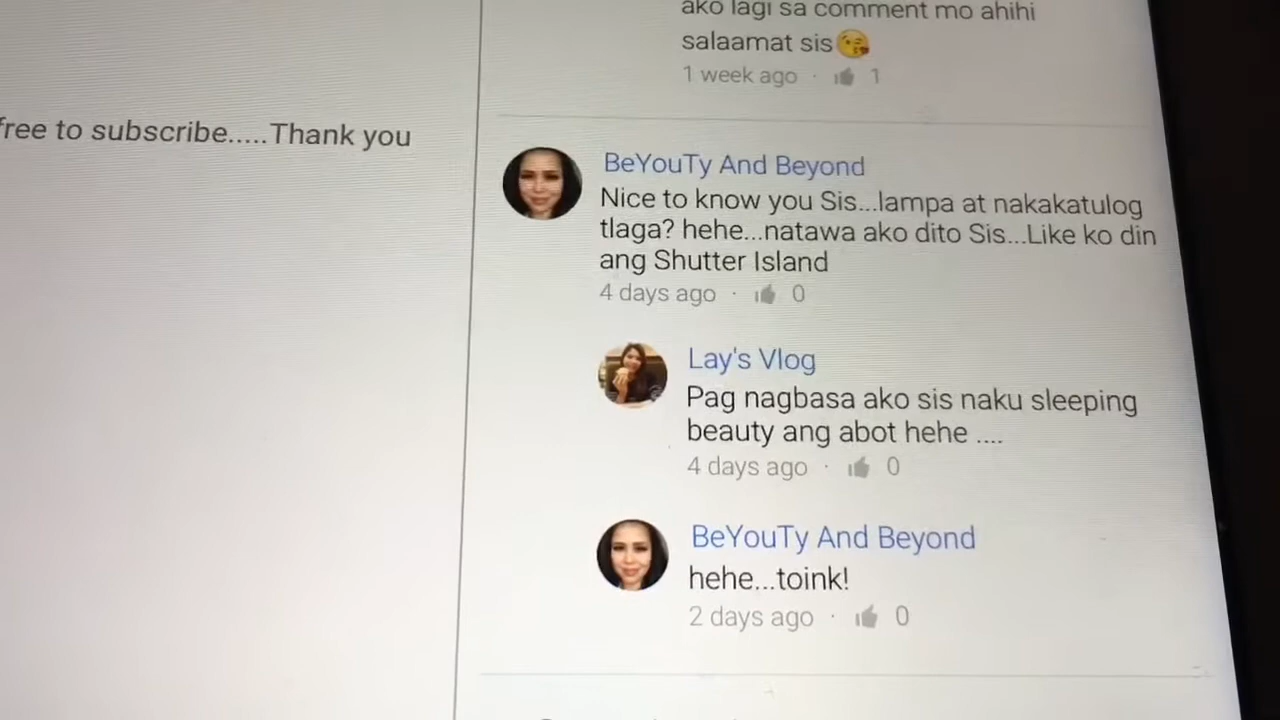 ako lagi sa comment mo ahihi
salaamat sis😘
1 week ago · 1
free to subscribe.....Thank you
BeYouTy And Beyond
Nice to know you Sis...lampa at nakakatulog
tlaga? hehe...natawa ako dito Sis...Like ko din
ang Shutter Island
4 days ago · 0
Lay's Vlog
Pag nagbasa ako sis naku sleeping
beauty ang abot hehe ....
4 days ago · 0
BeYouTy And Beyond
hehe...toink!
2 days ago · 0